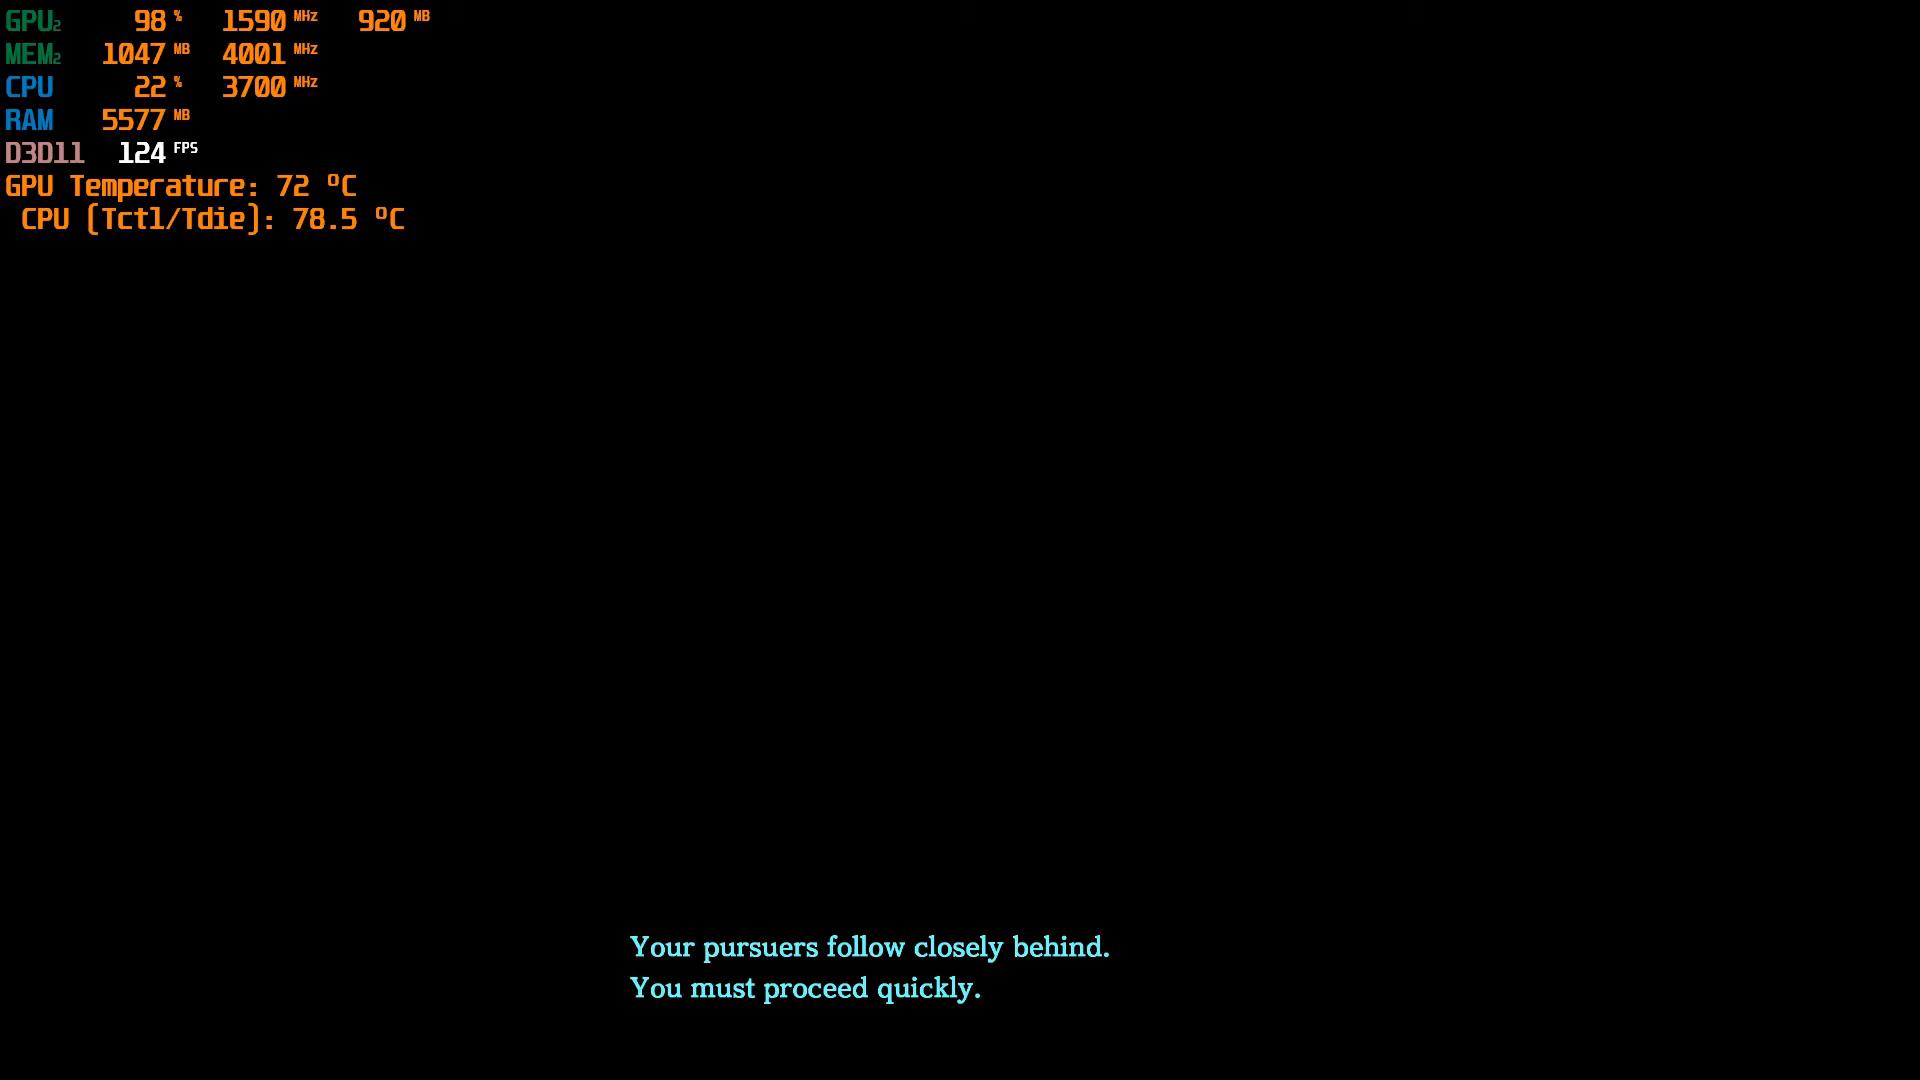 GPU2 98 % 1590 MHz 920 MB
MEM2 1047 MB 4001 MHz
CPU 22 % 3700 MHz
RAM 5577 MB
D3D11 124 FPS
GPU Temperature: 72 ºC
CPU (Tctl/Tdie): 78.5 ºC
Your pursuers follow closely behind.
You must proceed quickly.